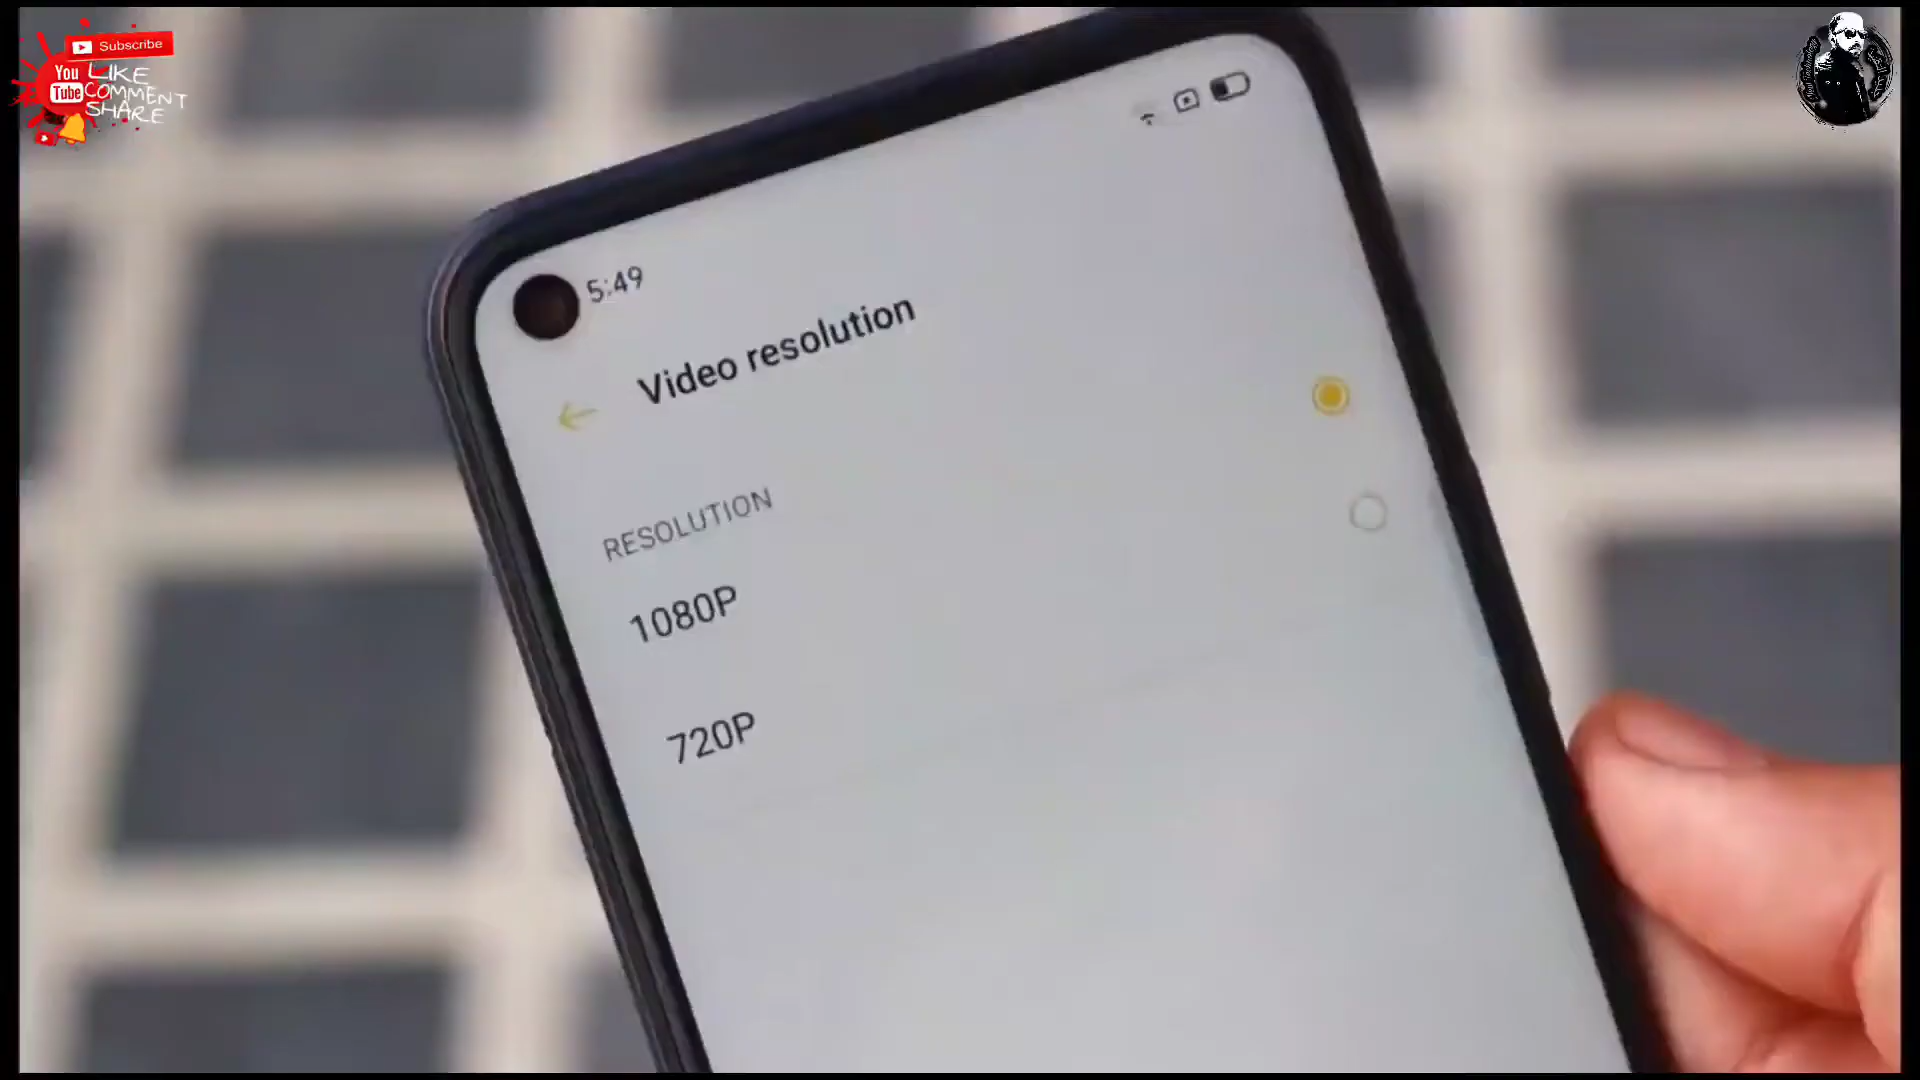 Subscribe
You
Tube
LIKE
COMMENT
SHARE
5:49
Video resolution
RESOLUTION
1080P
720P